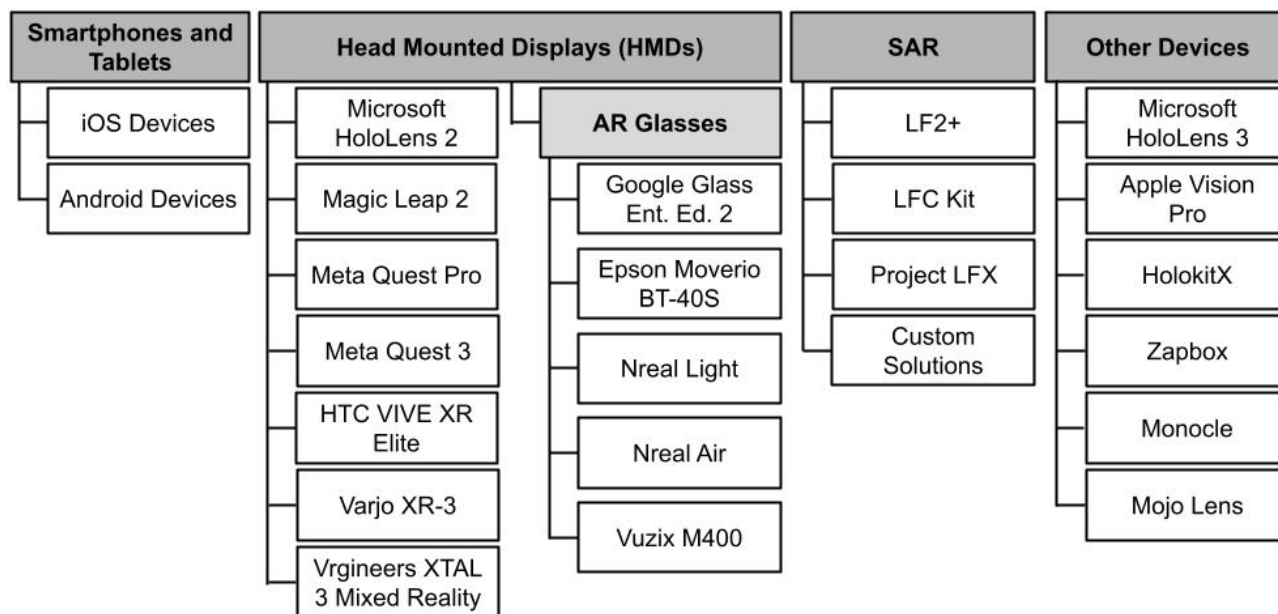 Smartphones and
Tablets
iOS Devices
Android Devices
Head Mounted Displays (HMDs)
Microsoft
HoloLens 2
Magic Leap 2
Meta Quest Pro
Meta Quest 3
HTC VIVE XR
Elite
Varjo XR-3
Vrgineers XTAL
3 Mixed Reality
AR Glasses
Google Glass
Ent. Ed. 2
Epson Moverio
BT-40S
Nreal Light
Nreal Air
Vuzix M400
SAR
LF2+
LFC Kit
Project LFX
Custom
Solutions
Other Devices
Microsoft
HoloLens 3
Apple Vision
Pro
HolokitX
Zapbox
Monocle
Mojo Lens